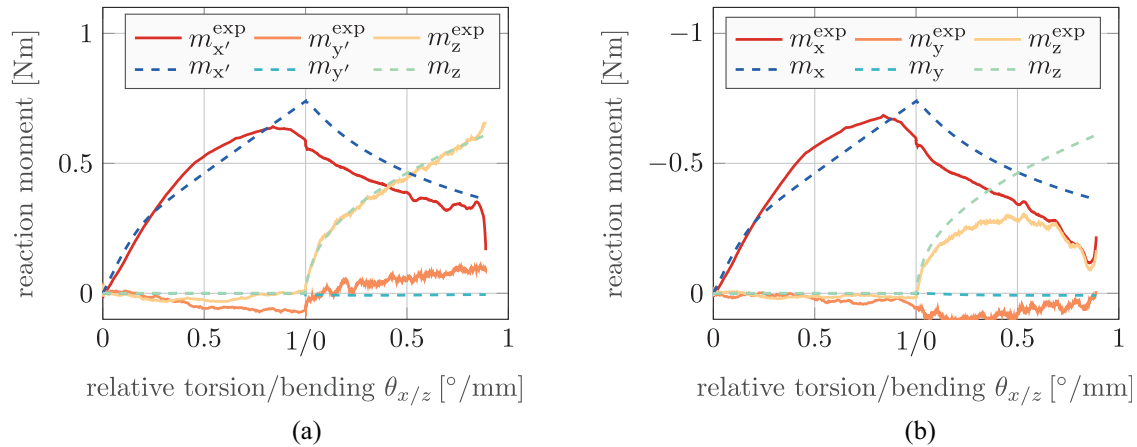 reaction moment [Nm]
1
0.5
0
m_x′^exp m_y′^exp m_z^exp
m_x′ m_y′ m_z
0 0.5 1/0 0.5 1
relative torsion/bending θ_x/z [°/mm]
(a)
reaction moment [Nm]
−1
−0.5
0
m_x^exp m_y^exp m_z^exp
m_x m_y m_z
0 0.5 1/0 0.5 1
relative torsion/bending θ_x/z [°/mm]
(b)